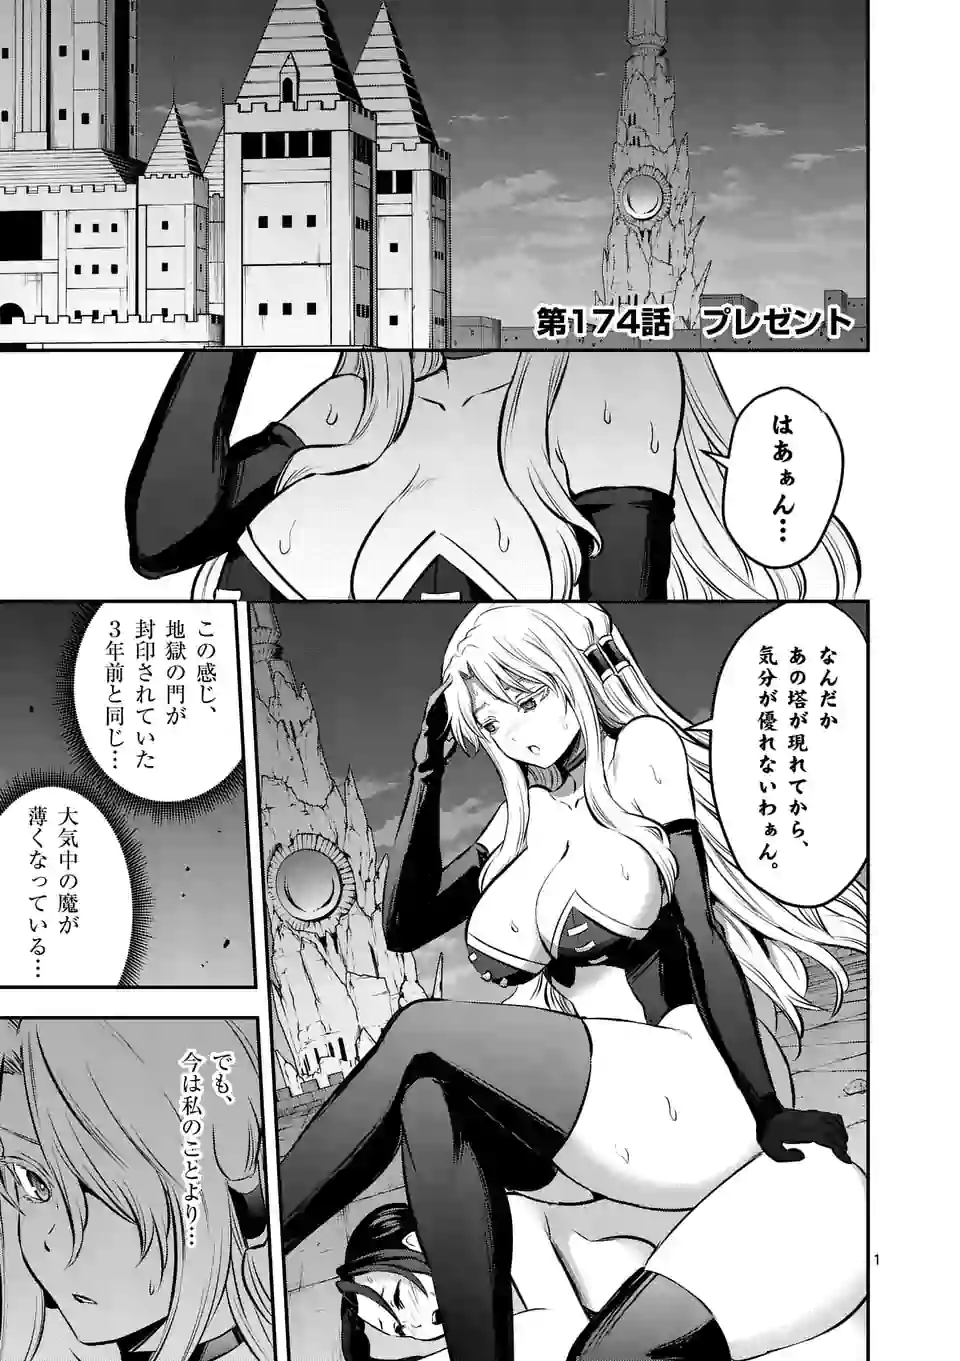 第174話　プレゼント
はあぁん…
なんだか
あの塔が現れてから、
気分が優れないわぁん。
この感じ、
地獄の門が
封印されていた
3年前と同じ…
大気中の魔が
薄くなっている…
でも、
今は私のことより…
1